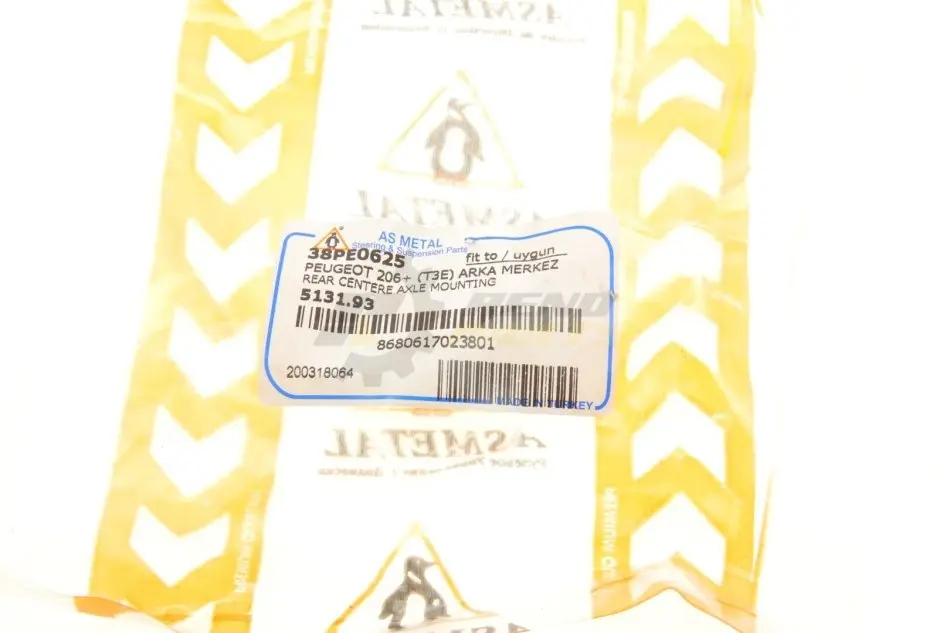 ASMETAL
ASMETAL
AS METAL
Steering & Suspension Parts
38PE0625
fit to / uygun
PEUGEOT 206+ (T3E) ARKA MERKEZ
REAR CENTERE AXLE MOUNTING
5131.93
8680617023801
200318064
MADE IN TURKEY
ASMETAL